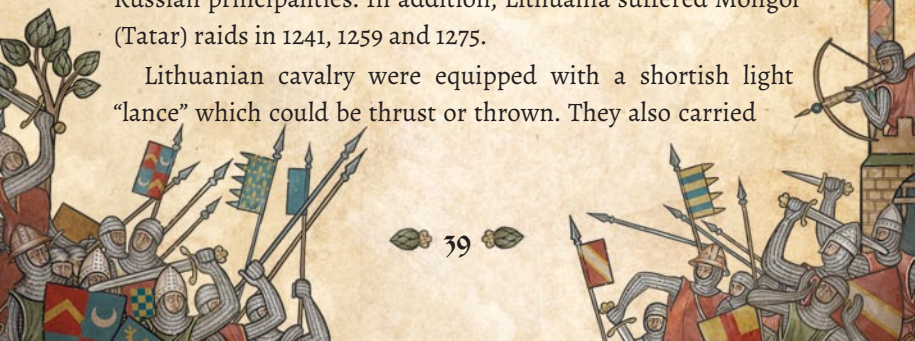 Russian principalities. In addition, Lithuania suffered Mongol
(Tatar) raids in 1241, 1259 and 1275.
Lithuanian cavalry were equipped with a shortish light
“lance” which could be thrust or thrown. They also carried
39